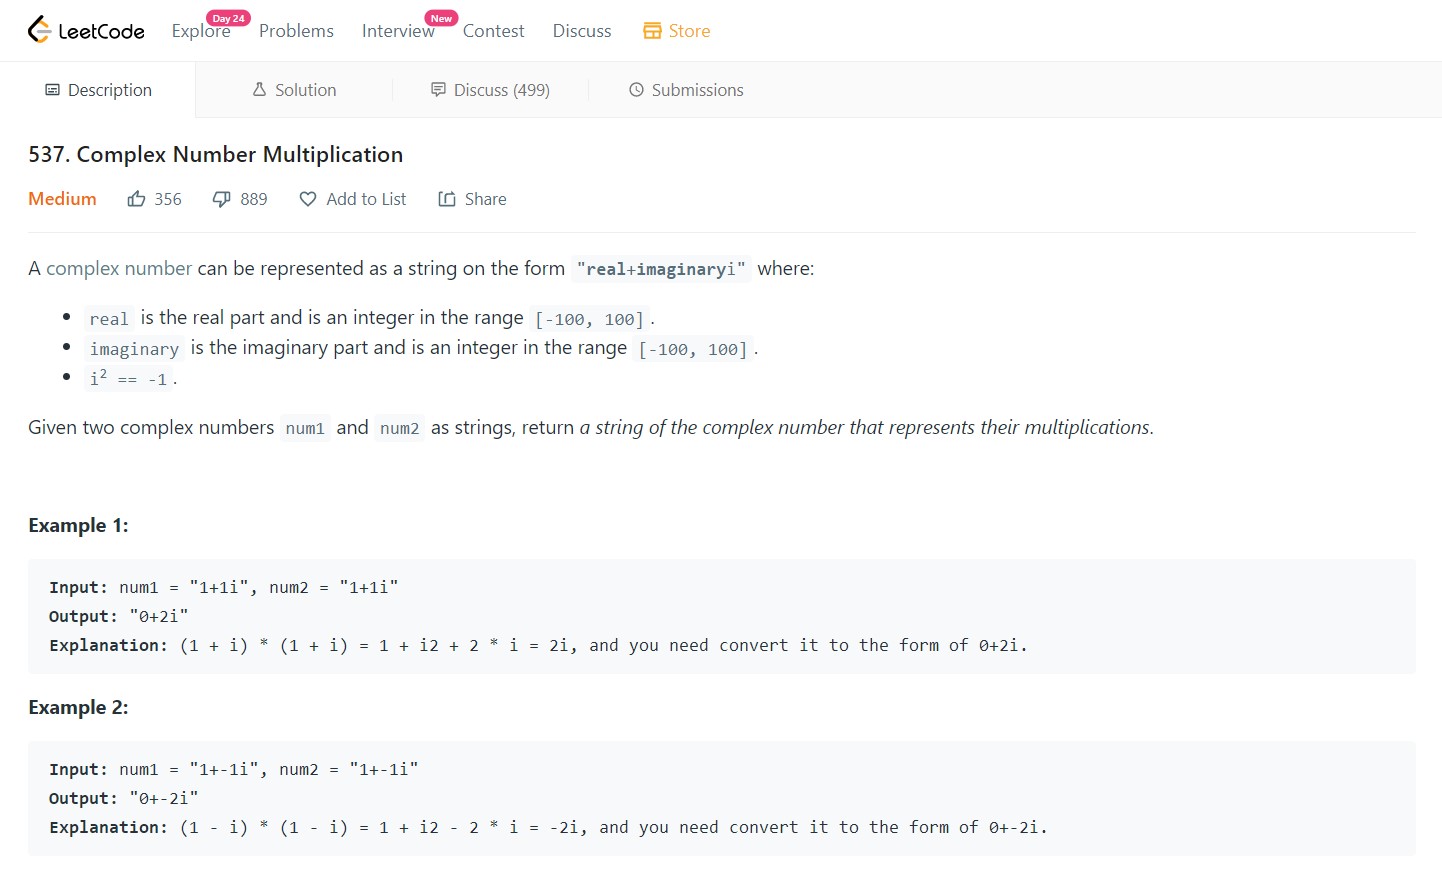 LeetCode Explore Day 24 Problems Interview New Contest Discuss Store
Description Solution Discuss (499) Submissions
537. Complex Number Multiplication
Medium 356 889 Add to List Share
A complex number can be represented as a string on the form "real+imaginaryi" where:
• real is the real part and is an integer in the range [-100, 100].
• imaginary is the imaginary part and is an integer in the range [-100, 100].
• i² == -1.
Given two complex numbers num1 and num2 as strings, return a string of the complex number that represents their multiplications.
Example 1:
Input: num1 = "1+1i", num2 = "1+1i"
Output: "0+2i"
Explanation: (1 + i) * (1 + i) = 1 + i2 + 2 * i = 2i, and you need convert it to the form of 0+2i.
Example 2:
Input: num1 = "1+-1i", num2 = "1+-1i"
Output: "0+-2i"
Explanation: (1 - i) * (1 - i) = 1 + i2 - 2 * i = -2i, and you need convert it to the form of 0+-2i.